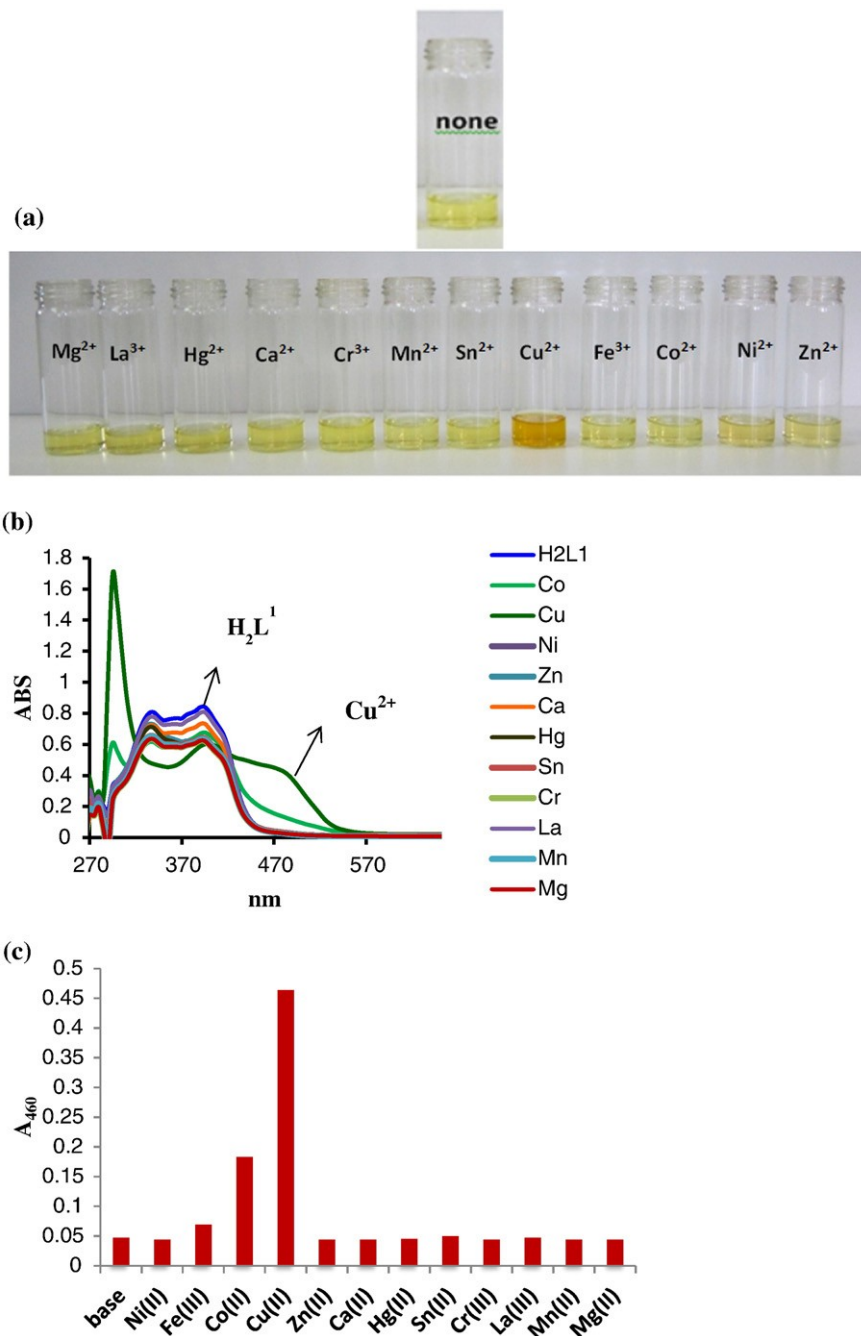 none
(a)
Mg²⁺ La³⁺ Hg²⁺ Ca²⁺ Cr³⁺ Mn²⁺ Sn²⁺ Cu²⁺ Fe³⁺ Co²⁺ Ni²⁺ Zn²⁺
(b)
1.8
1.6
1.4
1.2
1
0.8
0.6
0.4
0.2
0
ABS
H₂L¹
Cu²⁺
270 370 470 570
nm
H2L1
Co
Cu
Ni
Zn
Ca
Hg
Sn
Cr
La
Mn
Mg
(c)
0.5
0.45
0.4
0.35
0.3
0.25
0.2
0.15
0.1
0.05
0
A₄₆₀
base Ni(II) Fe(III) Co(II) Cu(II) Zn(II) Ca(II) Hg(II) Sn(II) Cr(III) La(III) Mn(II) Mg(II)